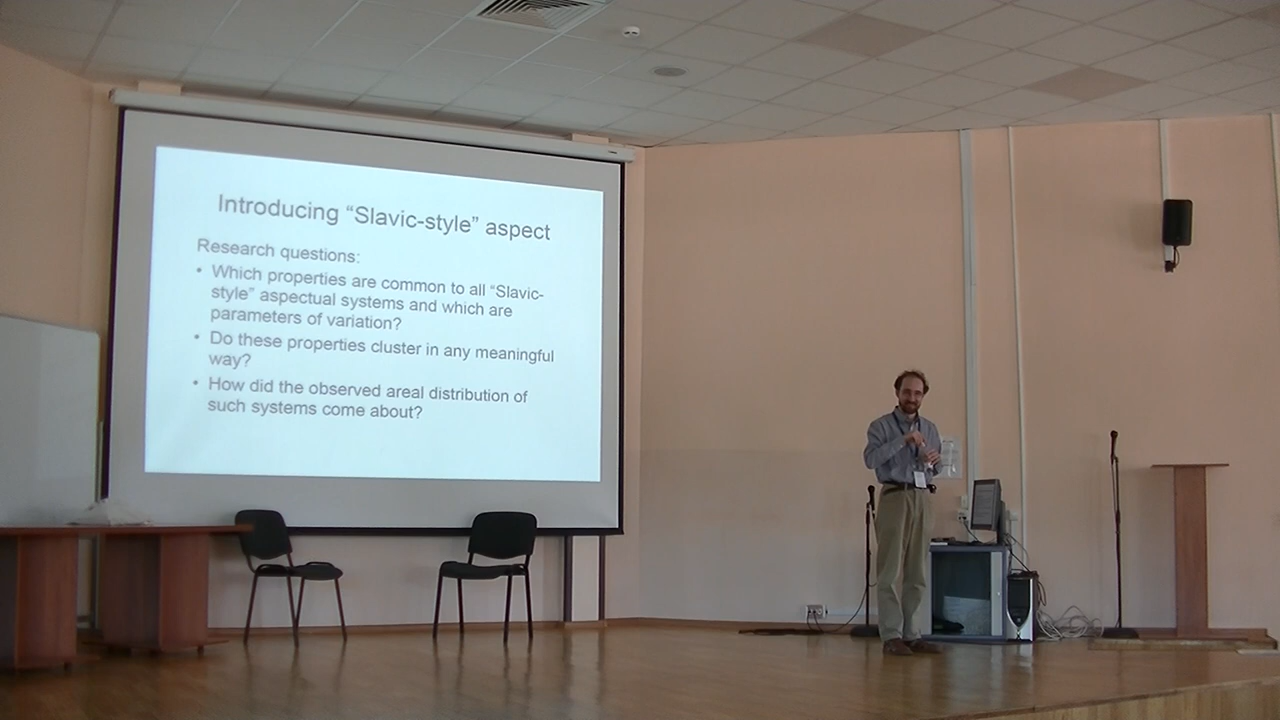 Introducing “Slavic-style” aspect
Research questions:
• Which properties are common to all “Slavic-
style” aspectual systems and which are
parameters of variation?
• Do these properties cluster in any meaningful
way?
• How did the observed areal distribution of
such systems come about?